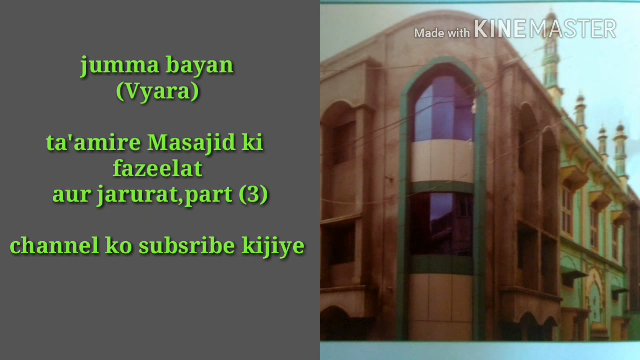 jumma bayan
(Vyara)
ta'amire Masajid ki
fazeelat
aur jarurat,part (3)
channel ko subsribe kijiye
Made with KINEMASTER